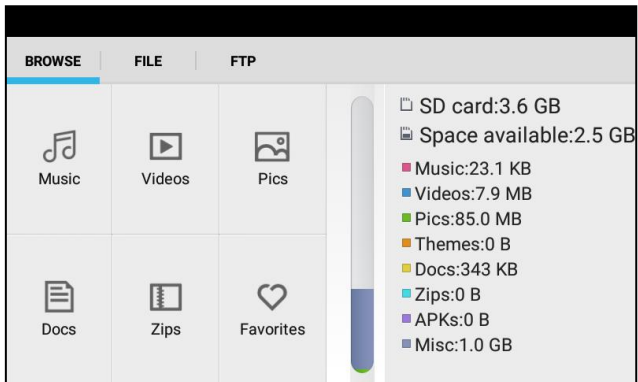 BROWSE FILE FTP
Music Videos Pics
Docs Zips Favorites
SD card:3.6 GB
Space available:2.5 GB
Music:23.1 KB
Videos:7.9 MB
Pics:85.0 MB
Themes:0 B
Docs:343 KB
Zips:0 B
APKs:0 B
Misc:1.0 GB